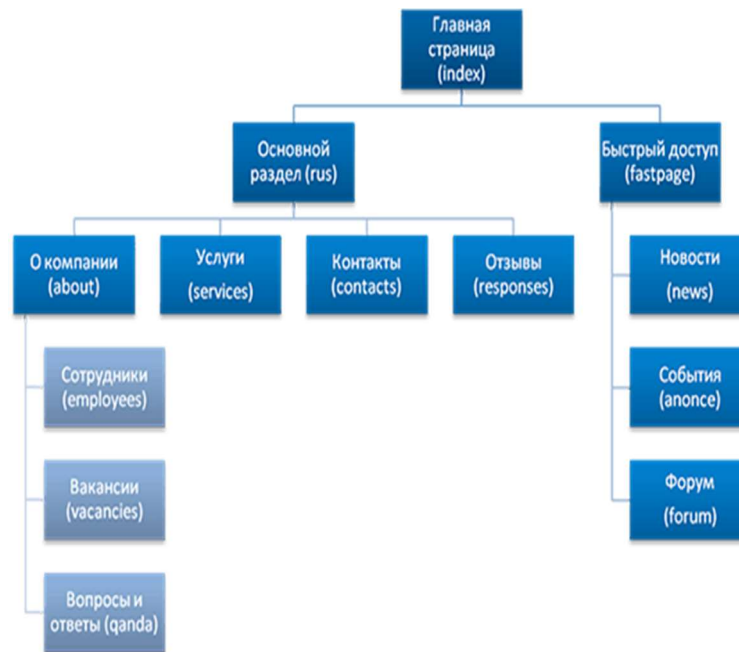 Главная
страница
(index)
Основной
раздел (rus)
Быстрый доступ
(fastpage)
О компании
(about)
Услуги
(services)
Контакты
(contacts)
Отзывы
(responses)
Новости
(news)
Сотрудники
(employees)
События
(anonce)
Вакансии
(vacancies)
Форум
(forum)
Вопросы и
ответы (qanda)